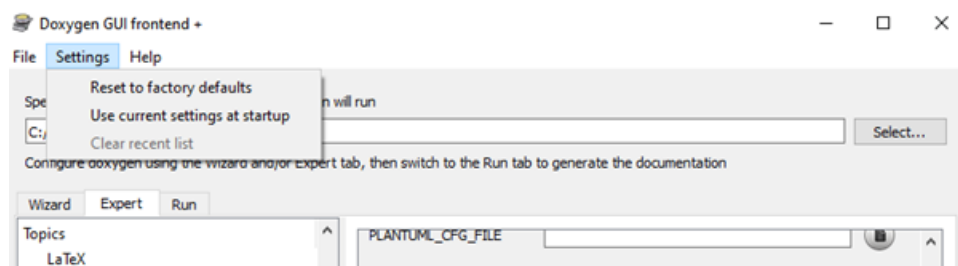 Doxygen GUI frontend +
File Settings Help
Reset to factory defaults
Spe n will run
Use current settings at startup
C:/ Select...
Clear recent list
Configure doxygen using the Wizard and/or Expert tab, then switch to the Run tab to generate the documentation
Wizard Expert Run
Topics PLANTUML_CFG_FILE
LaTeX